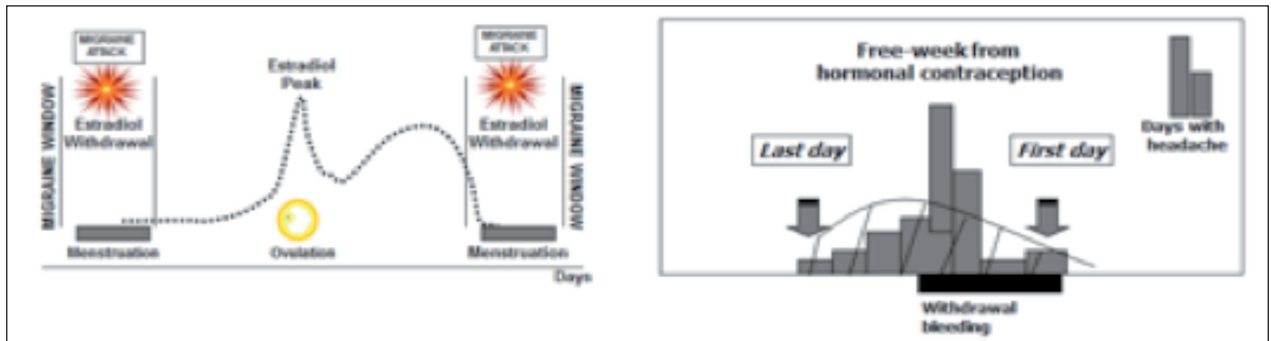 MIGRAINE
ATTACK
MIGRAINE
ATTACK
Estradiol
Peak
MIGRAINE WINDOW
Estradiol
Withdrawal
Estradiol
Withdrawal
MIGRAINE WINDOW
Menstruation
Ovulation
Menstruation
Days
Free-week from
hormonal contraception
Days with
headache
Last day
First day
Withdrawal
bleeding